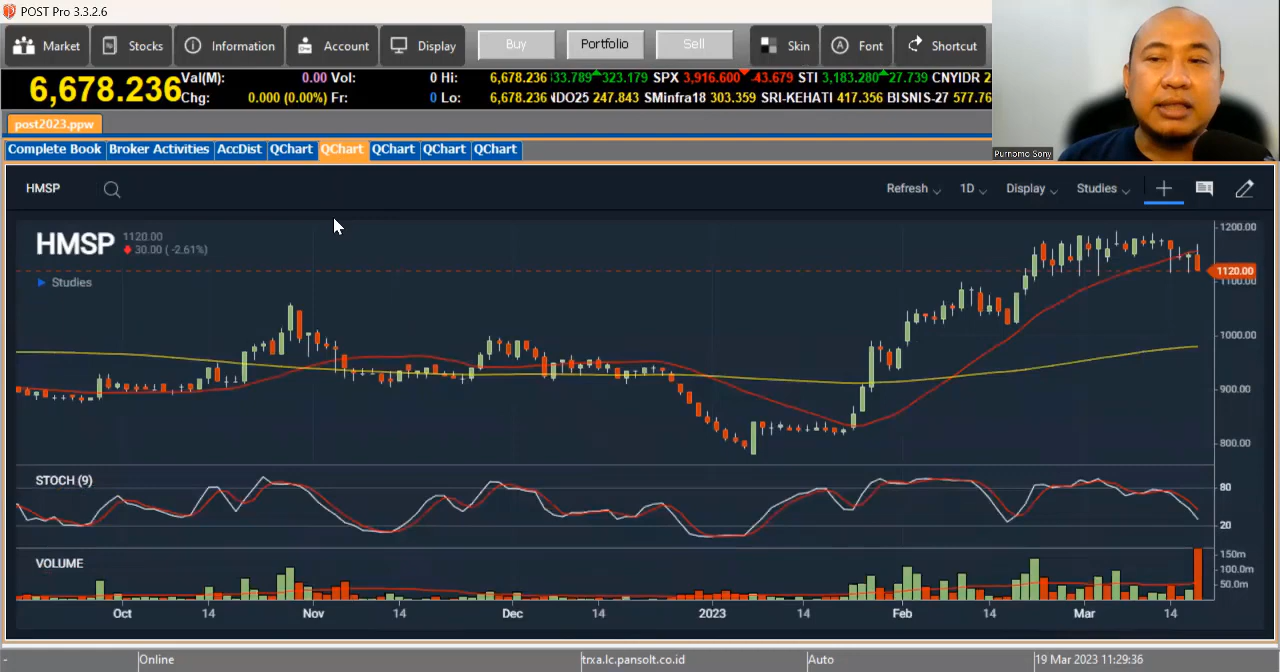 POST Pro 3.3.2.6
Market Stocks Information Account Display Buy Portfolio Sell Skin Font Shortcut
6,678.236 Val(M): 0.00 Vol: 0 Hi: 6,678.236 33.789 323.179 SPX 3,916.600 -43.679 STI 3,183.280 27.739 CNYIDR 2
Chg: 0.000 (0.00%) Fr: 0 Lo: 6,678.236 NDO25 247.843 SMinfra18 303.359 SRI-KEHATI 417.356 BISNIS-27 577.76
post2023.ppw
Complete Book Broker Activities AccDist QChart QChart QChart QChart QChart
Purnomo Sony
HMSP Refresh 1D Display Studies
HMSP 1120.00
30.00 ( -2.61%)
Studies
1200.00
1120.00
1100.00
1000.00
900.00
800.00
STOCH (9)
80
20
VOLUME
150m
100.0m
50.0m
Oct 14 Nov 14 Dec 14 2023 14 Feb 14 Mar 14
- Online trxa.lc.pansolt.co.id Auto 19 Mar 2023 11:29:36